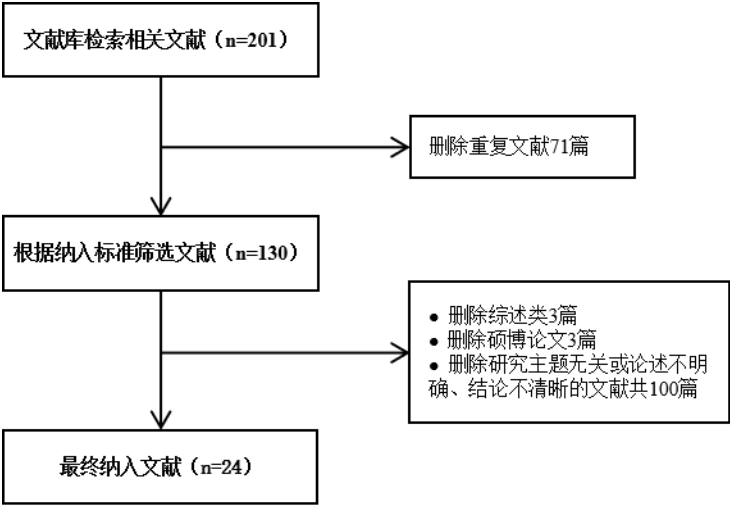 文献库检索相关文献（n=201）
删除重复文献71篇
根据纳入标准筛选文献（n=130）
● 删除综述类3篇
● 删除硕博论文3篇
● 删除研究主题无关或论述不明
确、结论不清晰的文献共100篇
最终纳入文献（n=24）